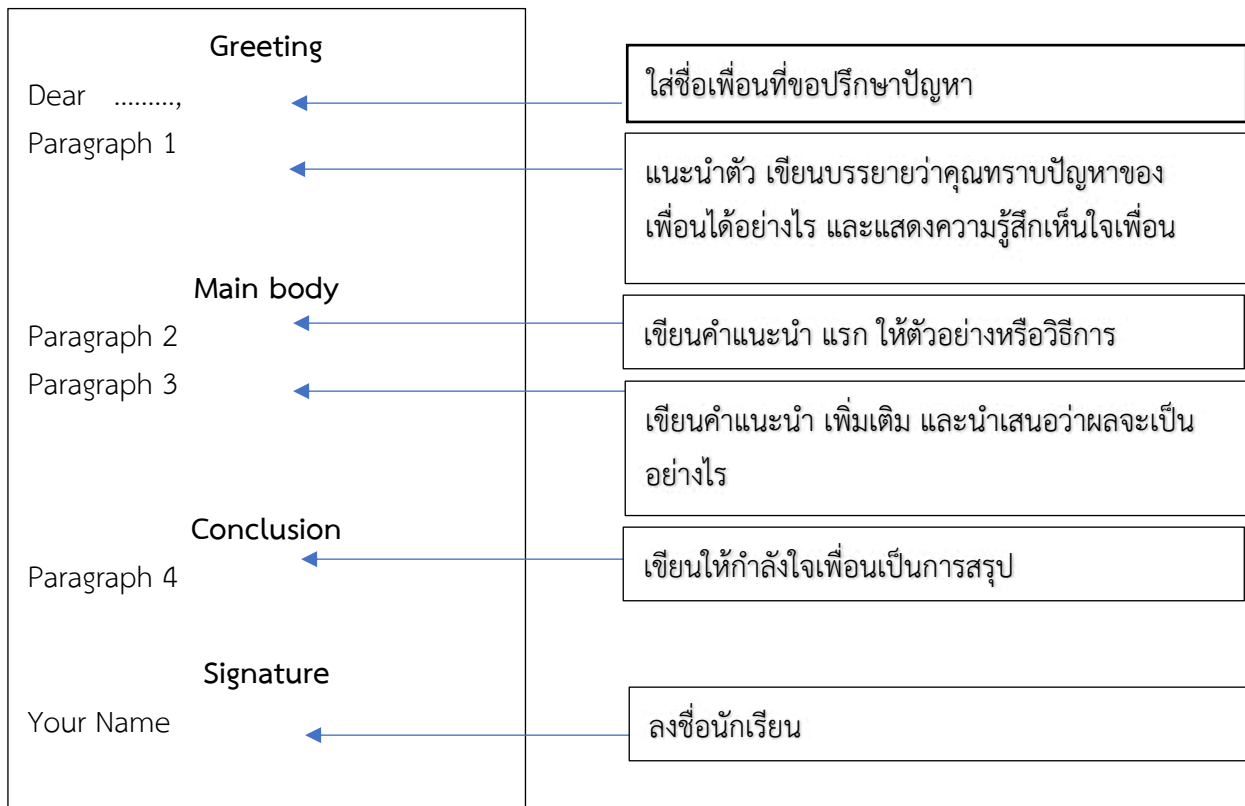 Greeting
Dear ………,
ใส่ชื่อเพื่อนที่ขอปรึกษาปัญหา
Paragraph 1
แนะนำตัว เขียนบรรยายว่าคุณทราบปัญหาของ
เพื่อนได้อย่างไร และแสดงความรู้สึกเห็นใจเพื่อน
Main body
Paragraph 2
เขียนคำแนะนำ แรก ให้ตัวอย่างหรือวิธีการ
Paragraph 3
เขียนคำแนะนำ เพิ่มเติม และนำเสนอว่าผลจะเป็น
อย่างไร
Conclusion
Paragraph 4
เขียนให้กำลังใจเพื่อนเป็นการสรุป
Signature
Your Name
ลงชื่อนักเรียน